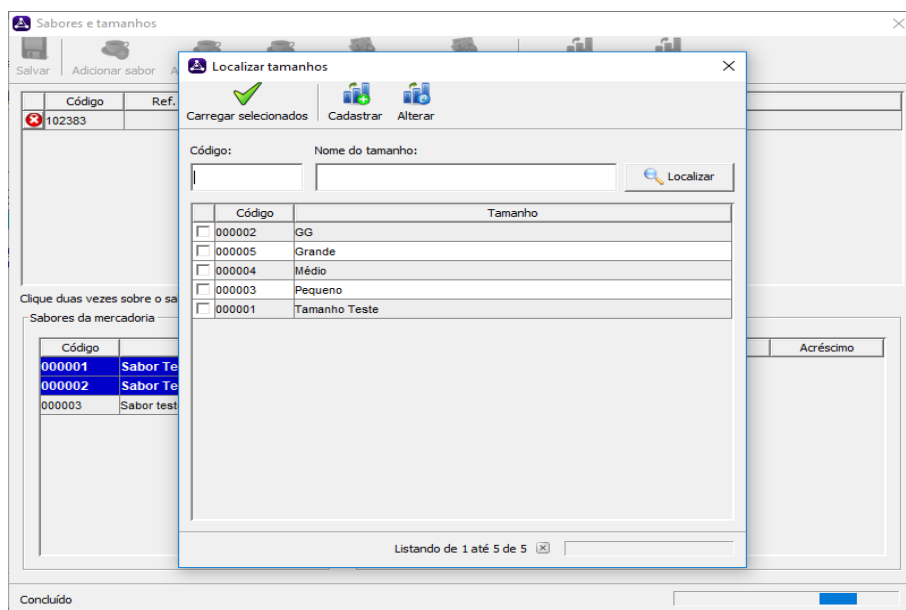 Sabores e tamanhos
Salvar Adicionar sabor A
Código Ref.
102383
Clique duas vezes sobre o sa
Sabores da mercadoria
Código
000001 Sabor Te
000002 Sabor Te
000003 Sabor test
Acréscimo
Concluído
Localizar tamanhos
Carregar selecionados Cadastrar Alterar
Código: Nome do tamanho:
Localizar
Código Tamanho
000002 GG
000005 Grande
000004 Médio
000003 Pequeno
000001 Tamanho Teste
Listando de 1 até 5 de 5